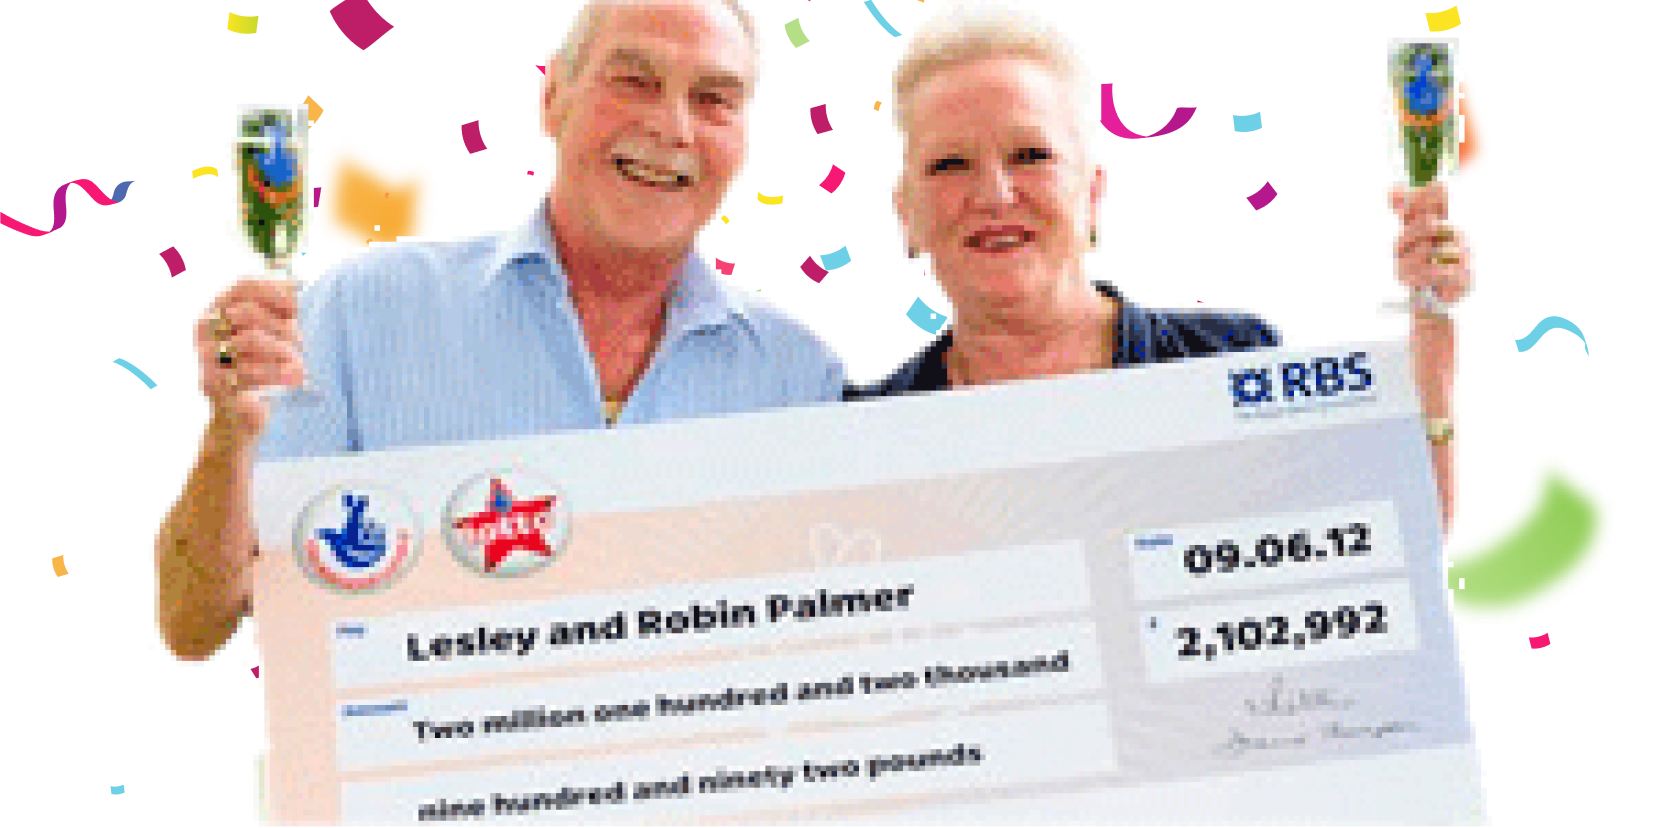 RBS
LOTTO
09.06.12
Lesley and Robin Palmer
£
2,102,992
Two million one hundred and two thousand
nine hundred and ninety two pounds